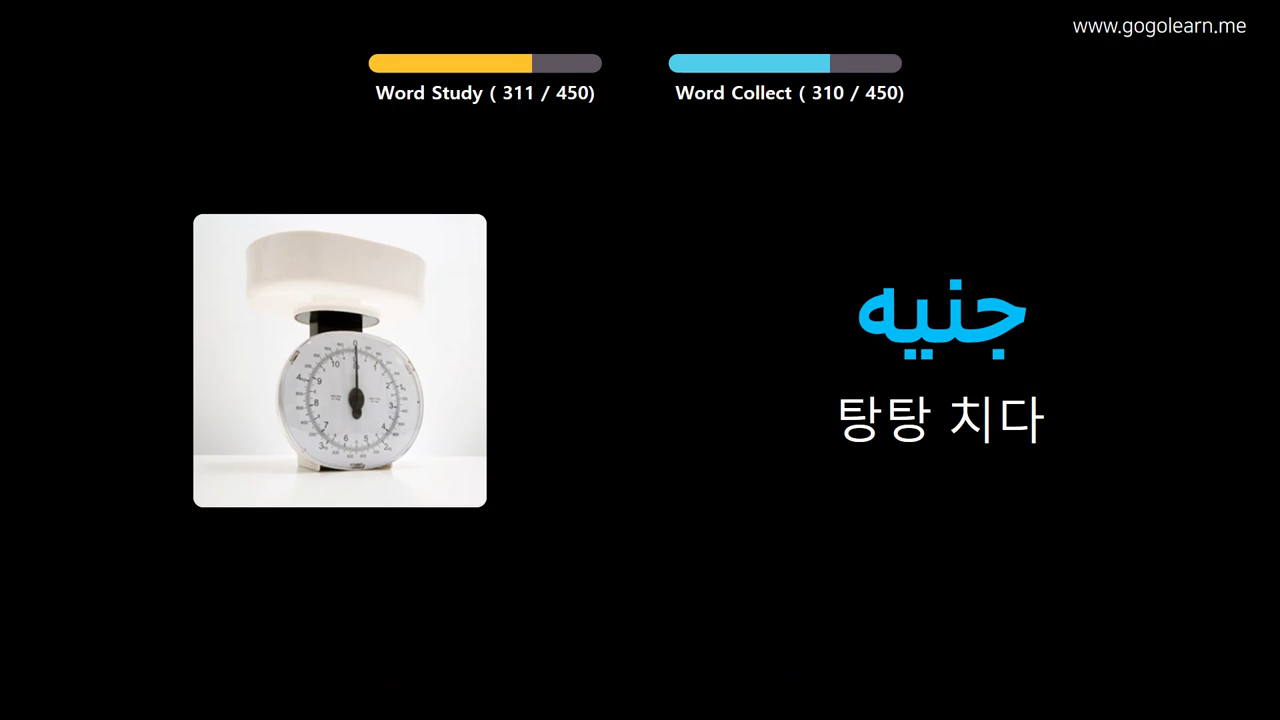 www.gogolearn.me
Word Study ( 311 / 450)
Word Collect ( 310 / 450)
جنيه
탕탕 치다